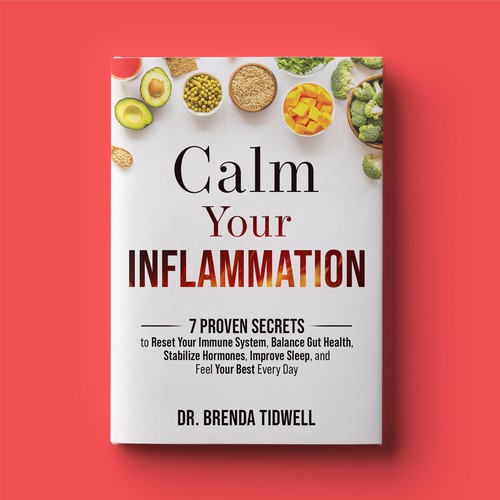 Calm
Your
INFLAMMATION
7 PROVEN SECRETS
to Reset Your Immune System, Balance Gut Health,
Stabilize Hormones, Improve Sleep, and
Feel Your Best Every Day
DR. BRENDA TIDWELL